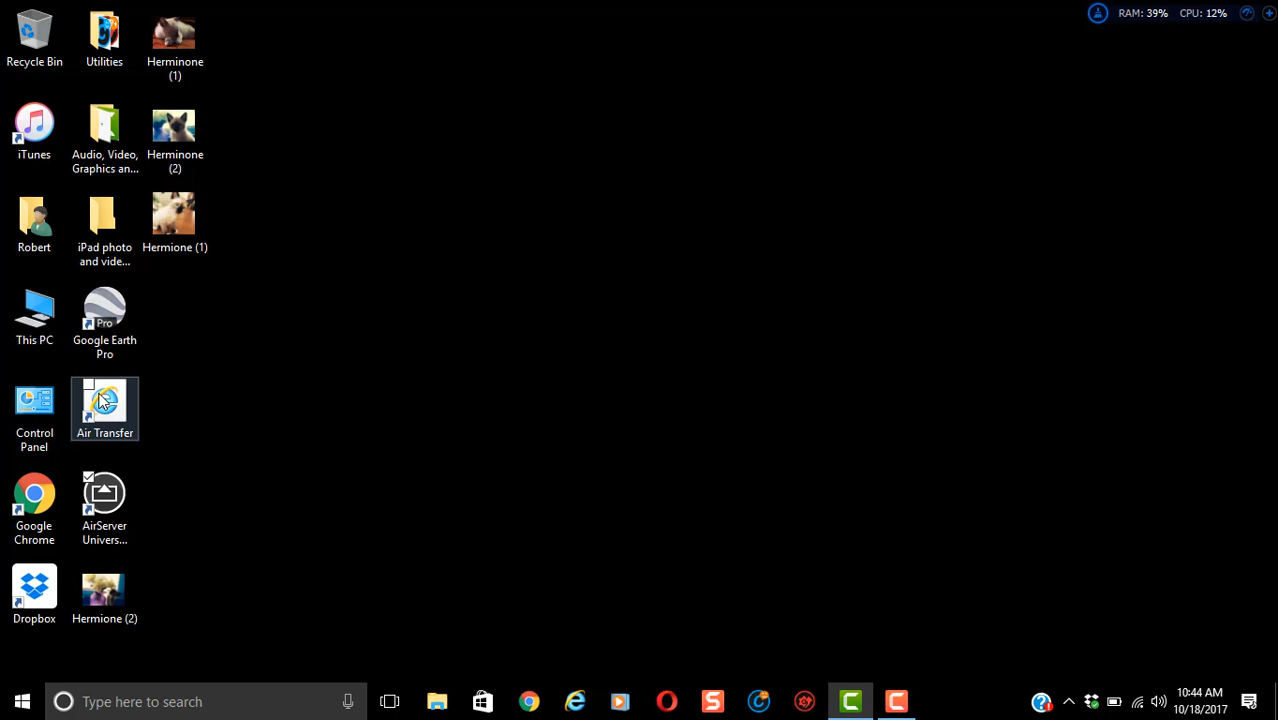 RAM: 39% CPU: 12%
Recycle Bin
Utilities
Herminone
(1)
iTunes
Audio, Video,
Graphics an...
Herminone
(2)
Robert
iPad photo
and vide...
Hermione (1)
This PC
Pro
Google Earth
Pro
Control
Panel
Air Transfer
Google
Chrome
AirServer
Univers...
Dropbox
Hermione (2)
Type here to search
10:44 AM
10/18/2017